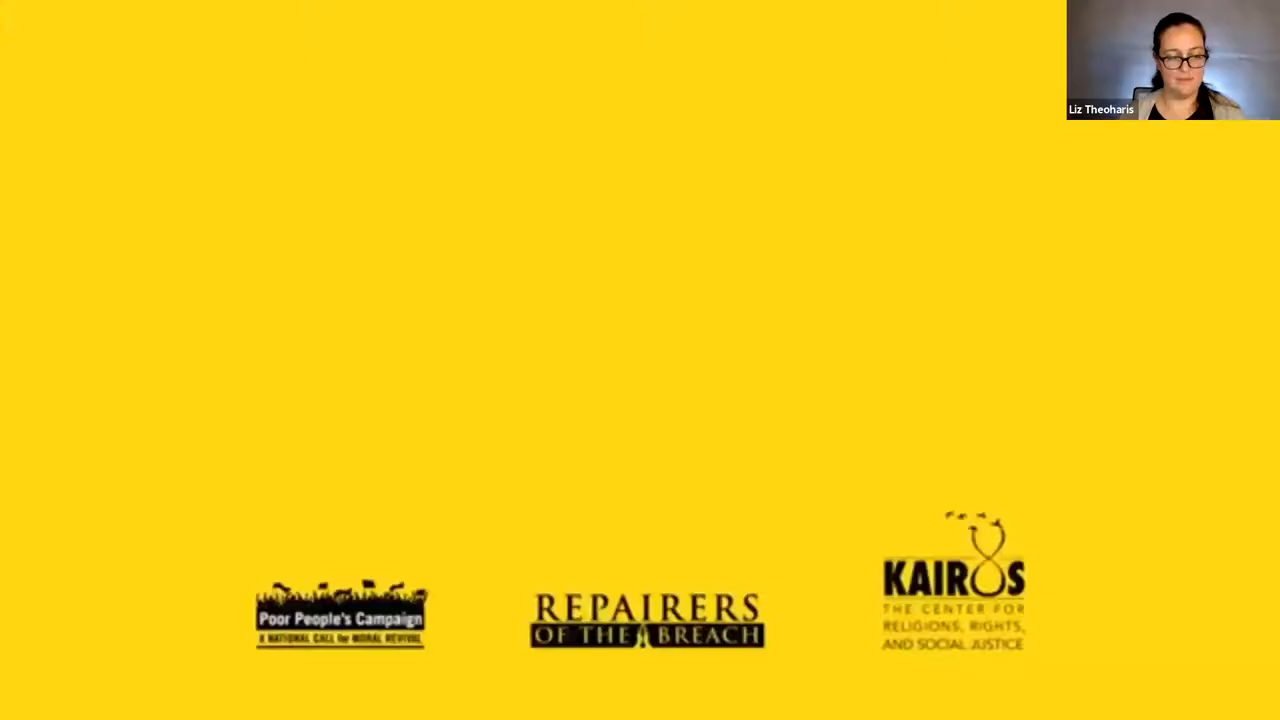 Liz Theoharis
Poor People's Campaign
A NATIONAL CALL for MORAL REVIVAL
REPAIRERS
OF THE BREACH
KAIROS
THE CENTER FOR
RELIGIONS, RIGHTS,
AND SOCIAL JUSTICE